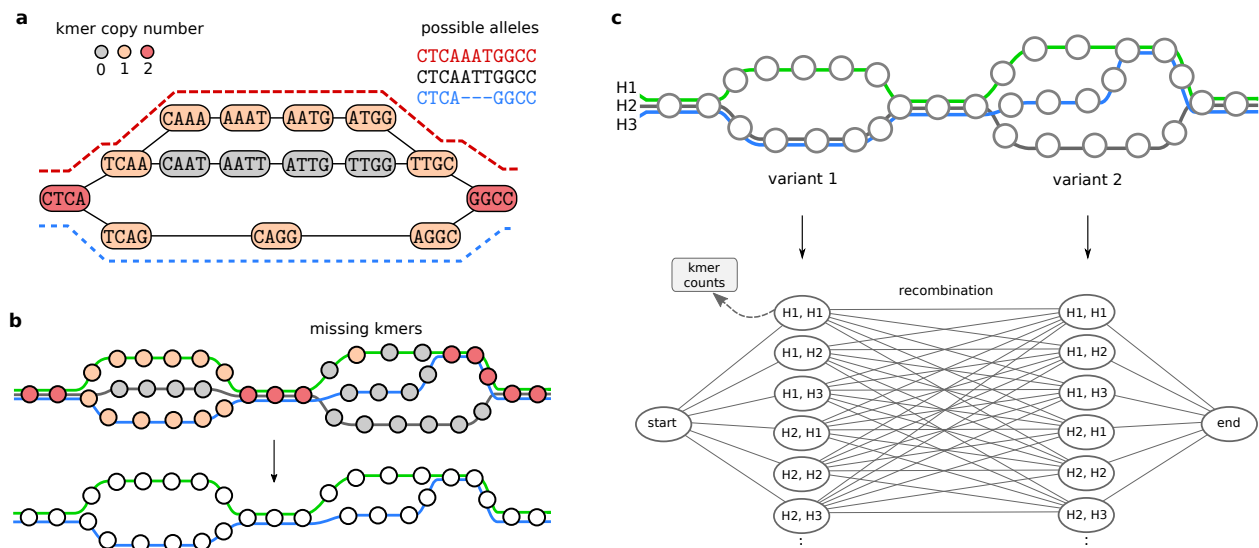 a
kmer copy number
0 1 2
possible alleles
CTCAAATGGCC
CTCAATTGGCC
CTCA---GGCC
CAAA AAAT AATG ATGG
TCAA CAAT AATT ATTG TTGG TTGC
CTCA GGCC
TCAG CAGG AGGC
b
missing kmers
c
H1
H2
H3
variant 1 variant 2
kmer
counts
recombination
H1, H1 H1, H1
H1, H2 H1, H2
H1, H3 H1, H3
start end
H2, H1 H2, H1
H2, H2 H2, H2
H2, H3 H2, H3
⋮ ⋮